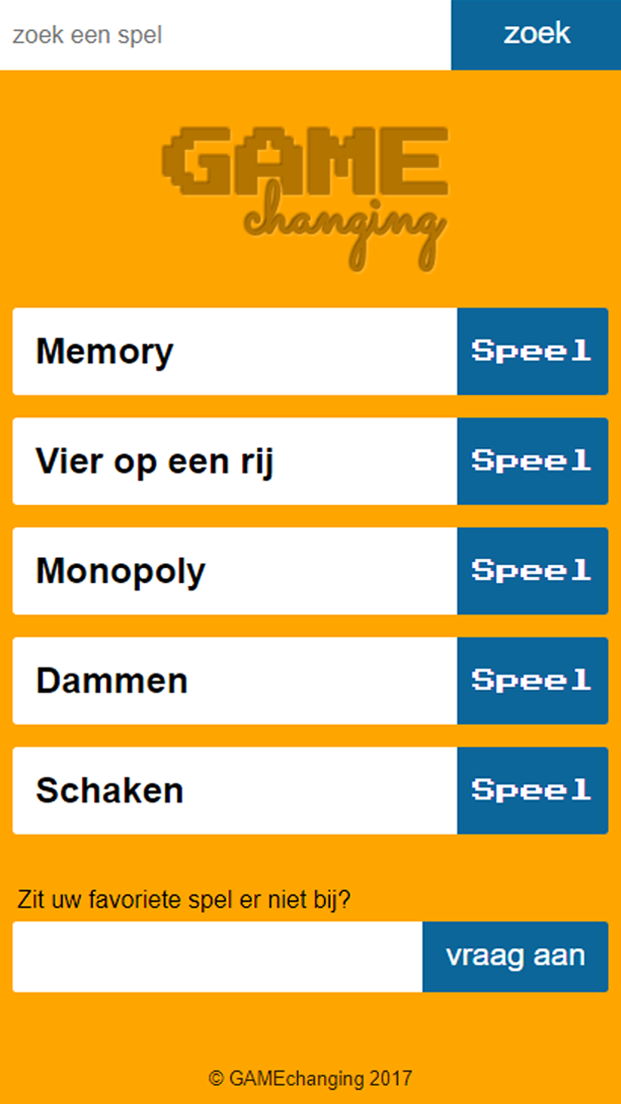 zoek een spel
zoek
GAME
changing
Memory
Speel
Vier op een rij
Speel
Monopoly
Speel
Dammen
Speel
Schaken
Speel
Zit uw favoriete spel er niet bij?
vraag aan
© GAMEchanging 2017